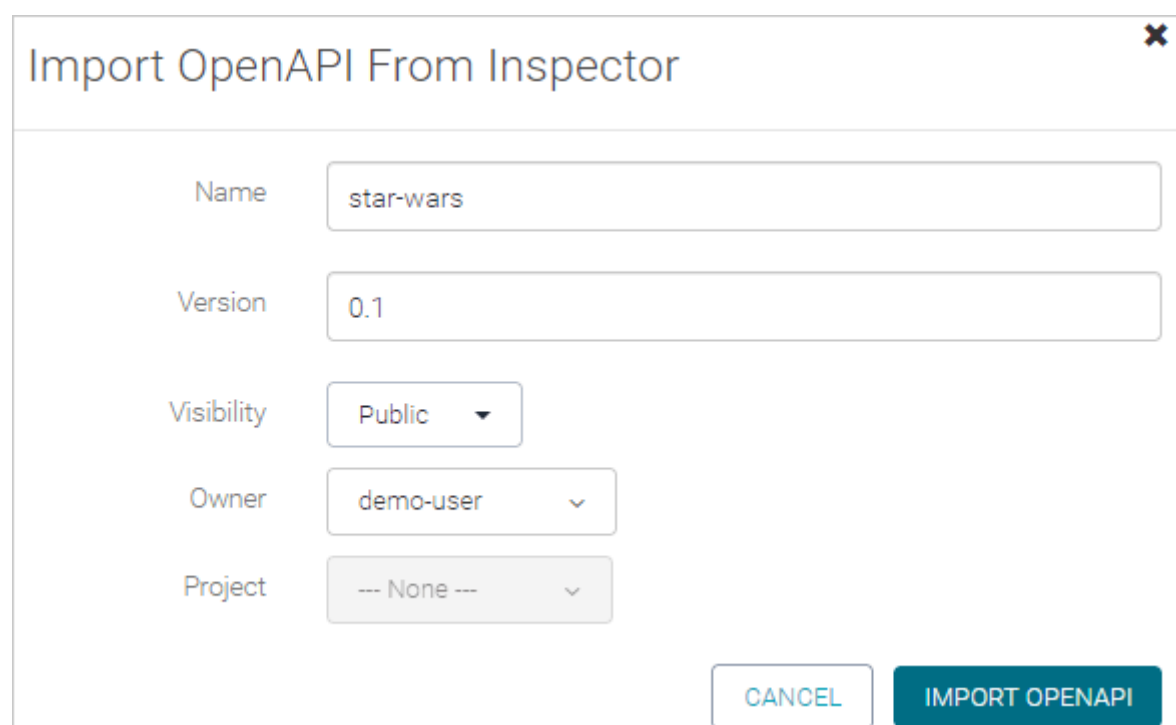 Import OpenAPI From Inspector
Name star-wars
Version 0.1
Visibility Public
Owner demo-user
Project --- None ---
CANCEL IMPORT OPENAPI